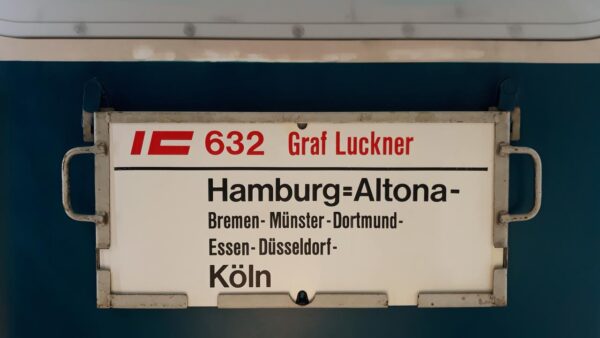 IC 632 Graf Luckner
Hamburg=Altona-
Bremen- Münster-Dortmund-
Essen- Düsseldorf-
Köln